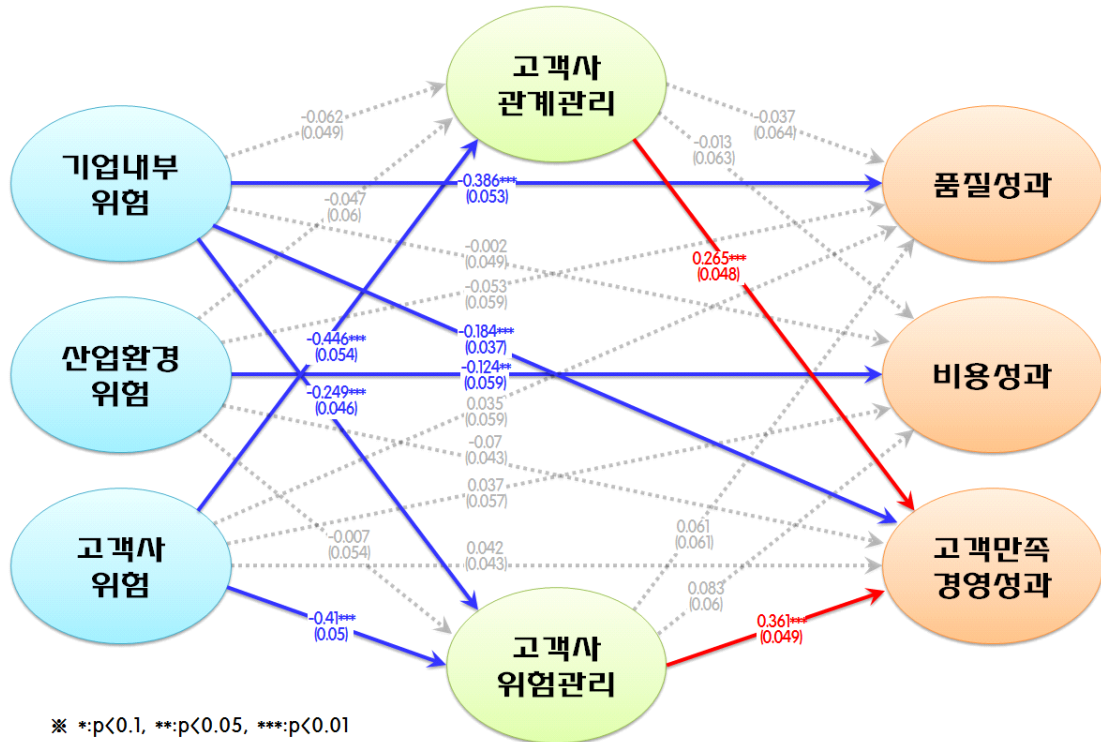 고객사
관계관리
-0.062
(0.049)
-0.037
(0.064)
-0.013
(0.063)
기업내부
위험
-0.386***
(0.053)
품질성과
-0.047
(0.06)
-0.002
(0.049)
0.265***
(0.048)
-0.053
(0.059)
산업환경
위험
-0.446***
(0.054)
-0.184***
(0.037)
-0.124**
(0.059)
비용성과
-0.249***
(0.046)
0.035
(0.059)
-0.07
(0.043)
0.037
(0.057)
고객사
위험
-0.007
(0.054)
0.042
(0.043)
0.061
(0.061)
고객만족
경영성과
0.083
(0.06)
-0.41***
(0.05)
0.361***
(0.049)
고객사
위험관리
※ *:p<0.1, **:p<0.05, ***:p<0.01